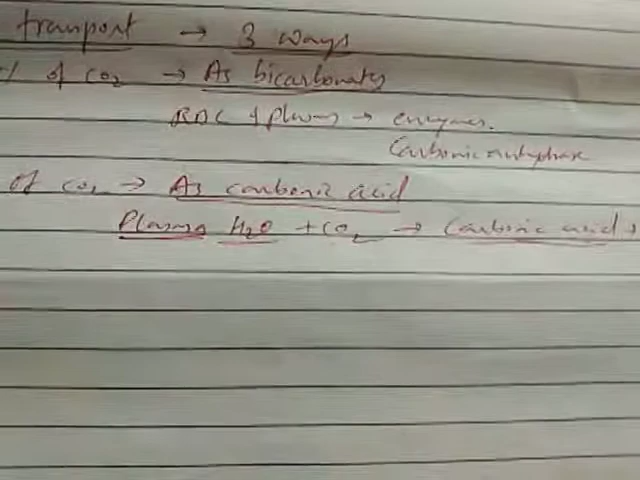 transport → 3 ways
% of CO2 → As bicarbonate
RBC & Plasma → enzymes.
Carbonic anhydrase
of CO2 → As carbonic acid
Plasma H2O + CO2 → Carbonic acid